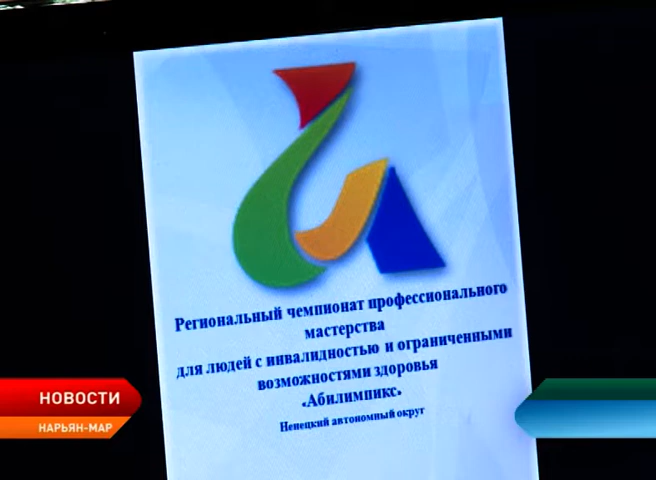 Региональный чемпионат профессионального
мастерства
для людей с инвалидностью и ограниченными
возможностями здоровья
«Абилимпикс»
Ненецкий автономный округ
НОВОСТИ
НАРЬЯН-МАР